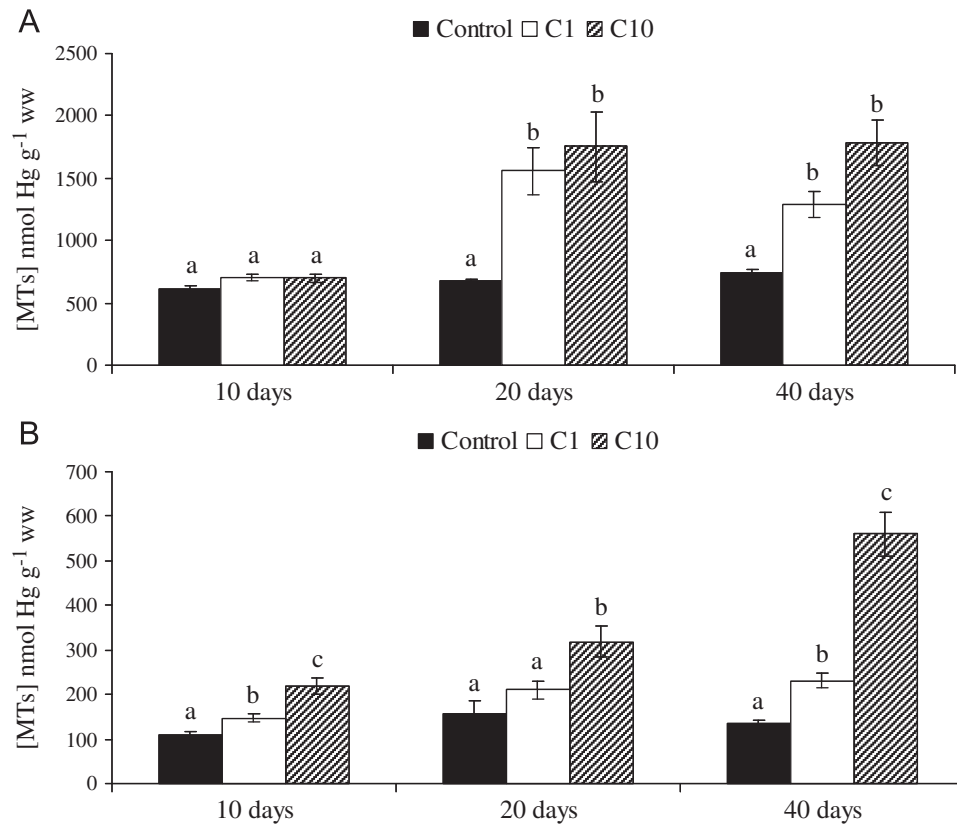 A
Control C1 C10
2500
2000
1500
1000
500
0
[MTs] nmol Hg g⁻¹ ww
a a a
a b b
a b b
10 days 20 days 40 days
B
Control C1 C10
700
600
500
400
300
200
100
0
[MTs] nmol Hg g⁻¹ ww
a b c
a a b
a b c
10 days 20 days 40 days